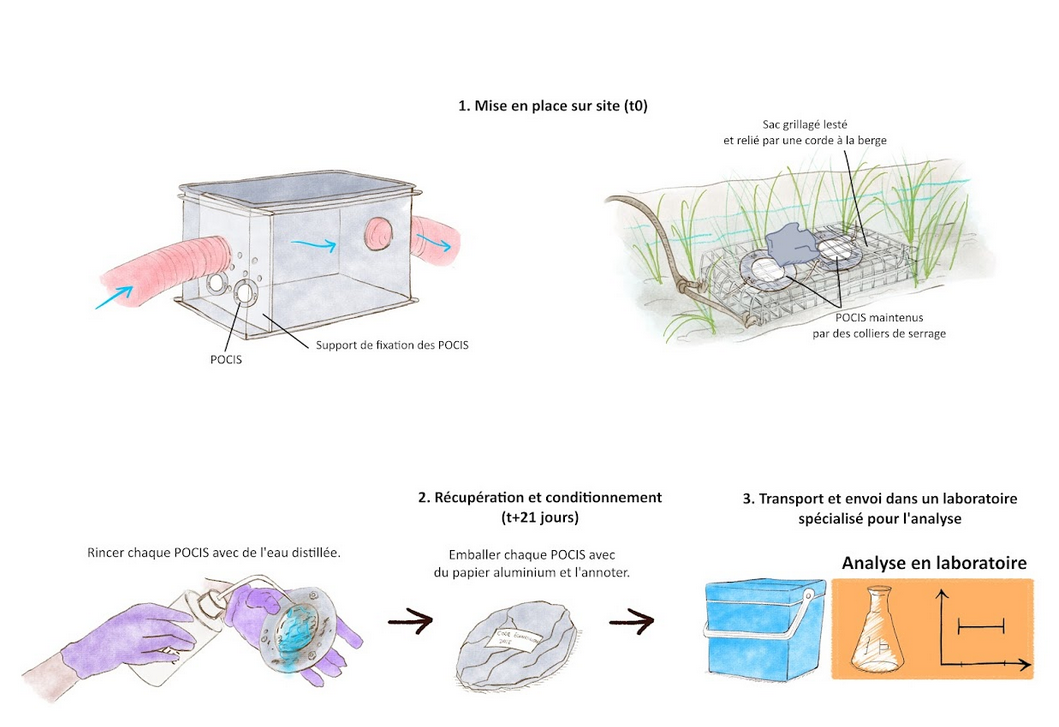 1. Mise en place sur site (t0)
Sac grillagé lesté
et relié par une corde à la berge
POCIS maintenus
par des colliers de serrage
Support de fixation des POCIS
POCIS
2. Récupération et conditionnement
(t+21 jours)
3. Transport et envoi dans un laboratoire
spécialisé pour l'analyse
Rincer chaque POCIS avec de l'eau distillée.
Emballer chaque POCIS avec
du papier aluminium et l'annoter.
Analyse en laboratoire